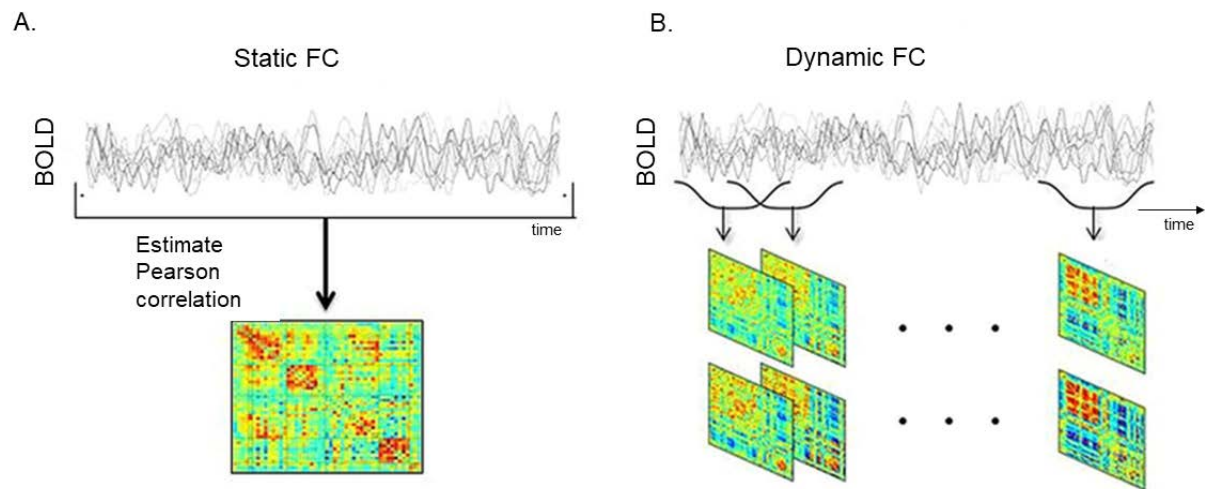 A.
Static FC
BOLD
time
Estimate
Pearson
correlation
B.
Dynamic FC
BOLD
time